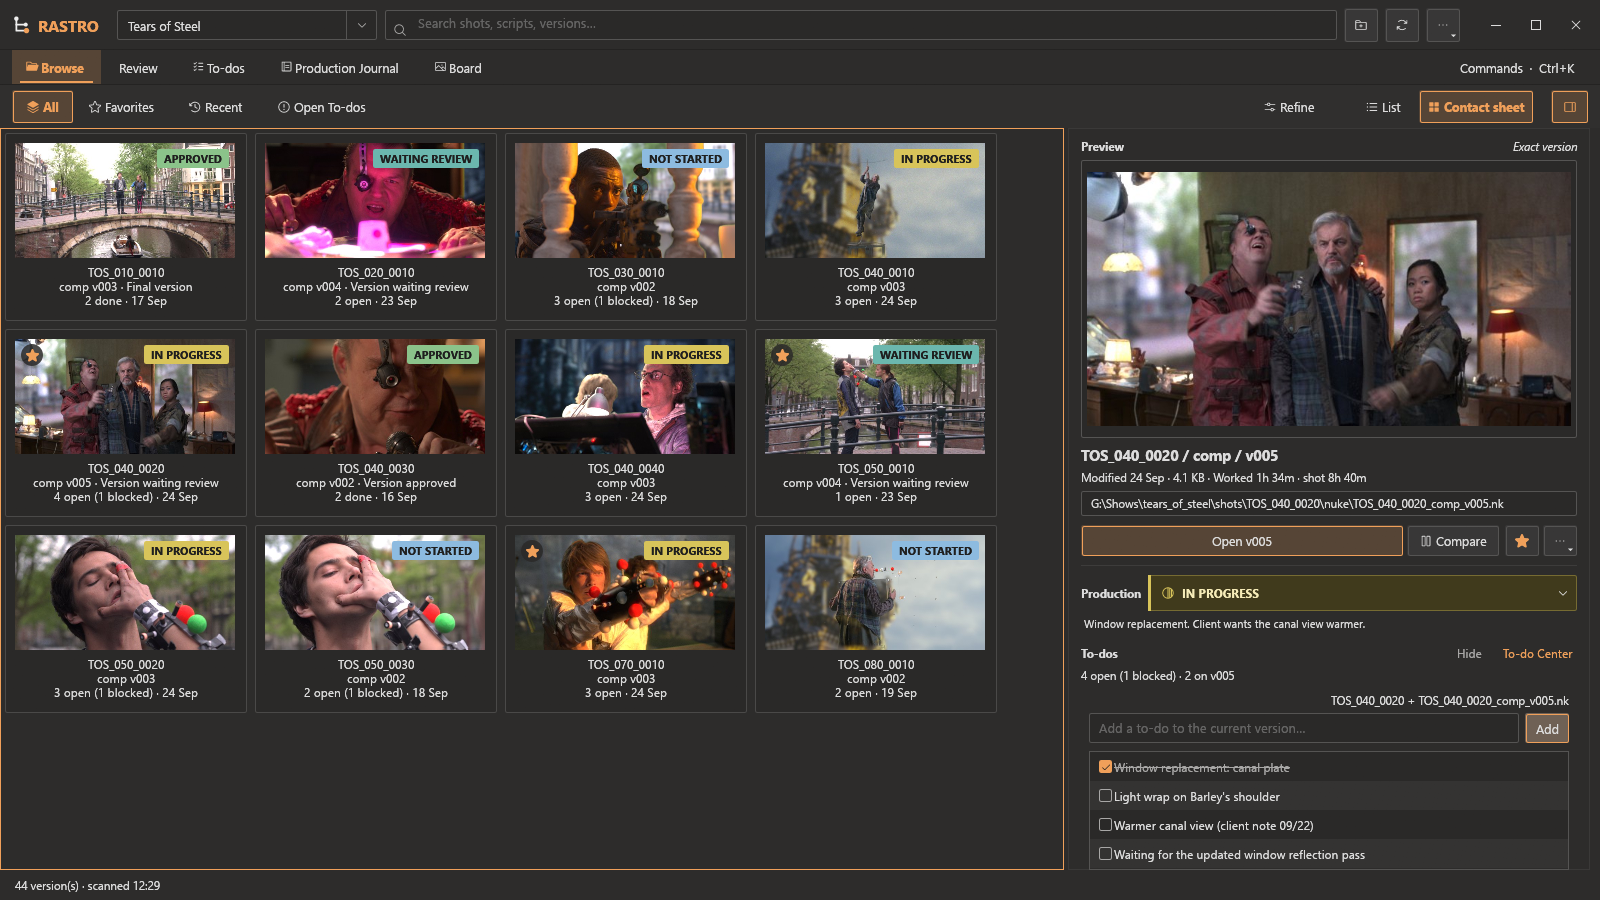 RASTRO
Tears of Steel
Search shots, scripts, versions...
Browse
Review
To-dos
Production Journal
Board
Commands · Ctrl+K
All
Favorites
Recent
Open To-dos
Refine
List
Contact sheet
APPROVED
TOS_010_0010
comp v003 · Final version
2 done · 17 Sep
WAITING REVIEW
TOS_020_0010
comp v004 · Version waiting review
2 open · 23 Sep
NOT STARTED
TOS_030_0010
comp v002
3 open (1 blocked) · 18 Sep
IN PROGRESS
TOS_040_0010
comp v003
3 open · 24 Sep
IN PROGRESS
TOS_040_0020
comp v005 · Version waiting review
4 open (1 blocked) · 24 Sep
APPROVED
TOS_040_0030
comp v002 · Version approved
2 done · 16 Sep
IN PROGRESS
TOS_040_0040
comp v003
3 open · 24 Sep
WAITING REVIEW
TOS_050_0010
comp v004 · Version waiting review
1 open · 23 Sep
IN PROGRESS
TOS_050_0020
comp v003
3 open (1 blocked) · 24 Sep
NOT STARTED
TOS_050_0030
comp v002
2 open (1 blocked) · 18 Sep
IN PROGRESS
TOS_070_0010
comp v003
3 open · 24 Sep
NOT STARTED
TOS_080_0010
comp v002
2 open · 19 Sep
Preview
Exact version
TOS_040_0020 / comp / v005
Modified 24 Sep · 4.1 KB · Worked 1h 34m · shot 8h 40m
G:\Shows\tears_of_steel\shots\TOS_040_0020\nuke\TOS_040_0020_comp_v005.nk
Open v005
Compare
Production
IN PROGRESS
Window replacement. Client wants the canal view warmer.
To-dos
Hide
To-do Center
4 open (1 blocked) · 2 on v005
TOS_040_0020 + TOS_040_0020_comp_v005.nk
Add a to-do to the current version...
Add
Window replacement: canal plate
Light wrap on Barley's shoulder
Warmer canal view (client note 09/22)
Waiting for the updated window reflection pass
44 version(s) · scanned 12:29